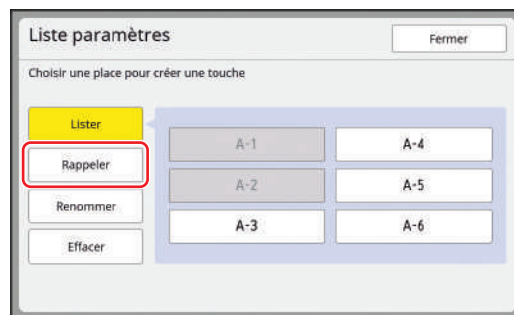 Liste paramètres
Fermer
Choisir une place pour créer une touche
Lister
Rappeler
Renommer
Effacer
A-1
A-4
A-2
A-5
A-3
A-6